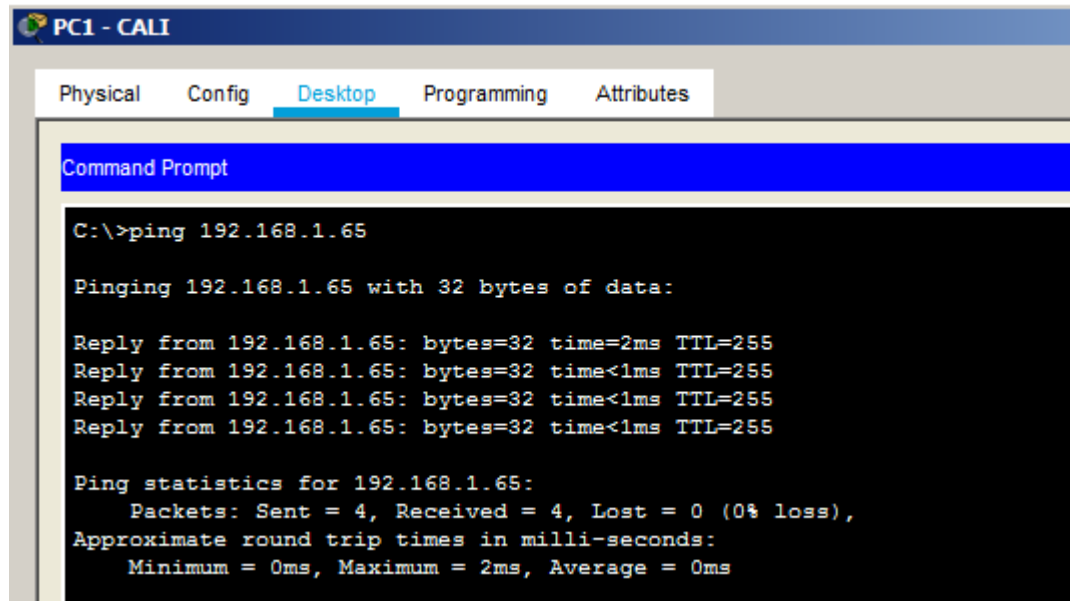 PC1 - CALI
Physical Config Desktop Programming Attributes
Command Prompt
C:\>ping 192.168.1.65
Pinging 192.168.1.65 with 32 bytes of data:
Reply from 192.168.1.65: bytes=32 time=2ms TTL=255
Reply from 192.168.1.65: bytes=32 time<1ms TTL=255
Reply from 192.168.1.65: bytes=32 time<1ms TTL=255
Reply from 192.168.1.65: bytes=32 time<1ms TTL=255
Ping statistics for 192.168.1.65:
Packets: Sent = 4, Received = 4, Lost = 0 (0% loss),
Approximate round trip times in milli-seconds:
Minimum = 0ms, Maximum = 2ms, Average = 0ms